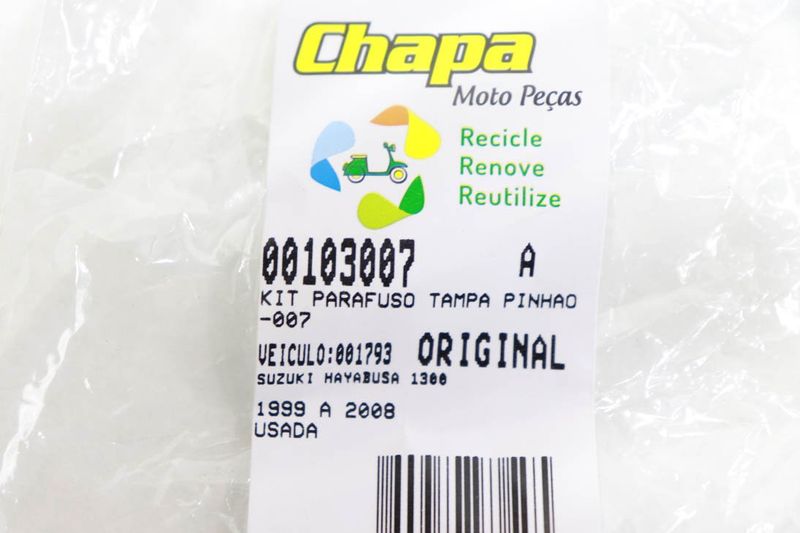 Chapa
Moto Peças
Recicle
Renove
Reutilize
00103007 A
KIT PARAFUSO TAMPA PINHAO
-007
VEICULO:001793 ORIGINAL
SUZUKI HAYABUSA 1300
1999 A 2008
USADA